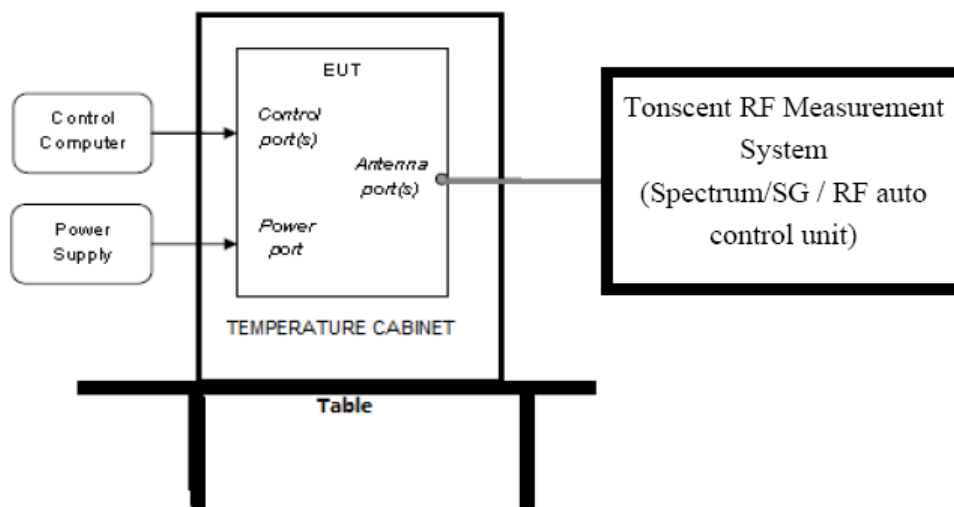 EUT
Control
Computer
Control
port(s)
Antenna
port(s)
Power
Supply
Power
port
TEMPERATURE CABINET
Table
Tonscent RF Measurement
System
(Spectrum/SG / RF auto
control unit)